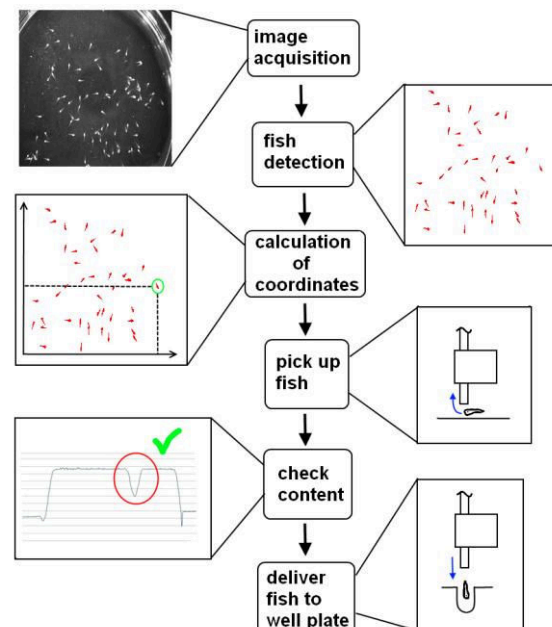 image
acquisition
fish
detection
calculation
of
coordinates
pick up
fish
check
content
deliver
fish to
well plate